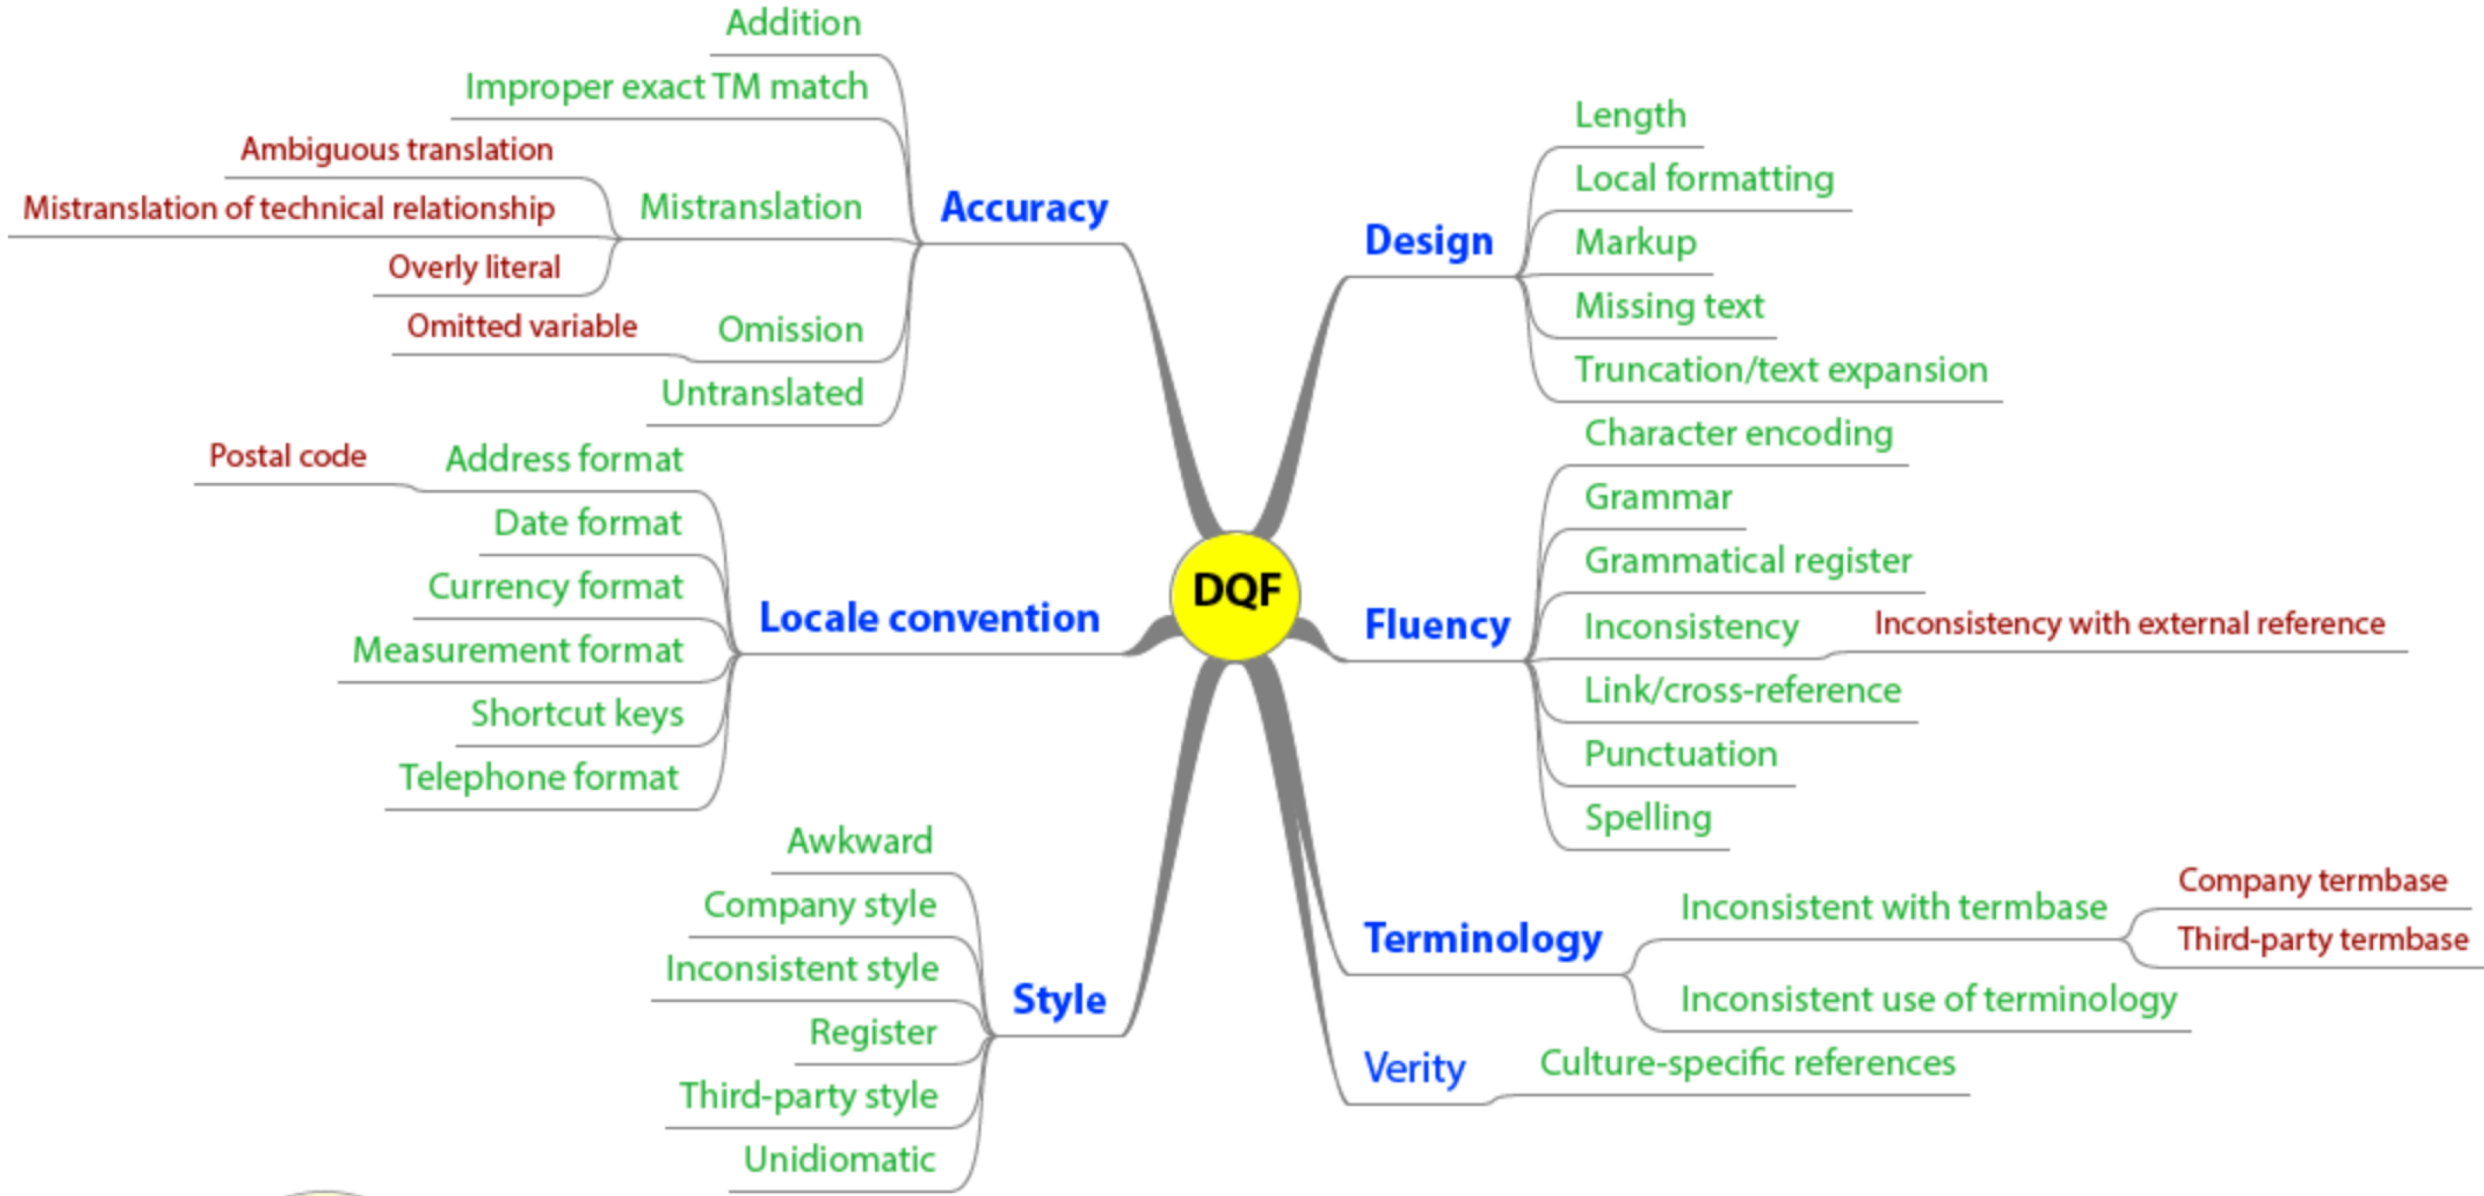 Addition
Improper exact TM match
Ambiguous translation
Mistranslation of technical relationship
Overly literal
Mistranslation
Omitted variable
Omission
Untranslated
Accuracy
Postal code
Address format
Date format
Currency format
Measurement format
Shortcut keys
Telephone format
Locale convention
Awkward
Company style
Inconsistent style
Register
Third-party style
Unidiomatic
Style
DQF
Design
Length
Local formatting
Markup
Missing text
Truncation/text expansion
Fluency
Character encoding
Grammar
Grammatical register
Inconsistency
Inconsistency with external reference
Link/cross-reference
Punctuation
Spelling
Terminology
Inconsistent with termbase
Company termbase
Third-party termbase
Inconsistent use of terminology
Verity
Culture-specific references